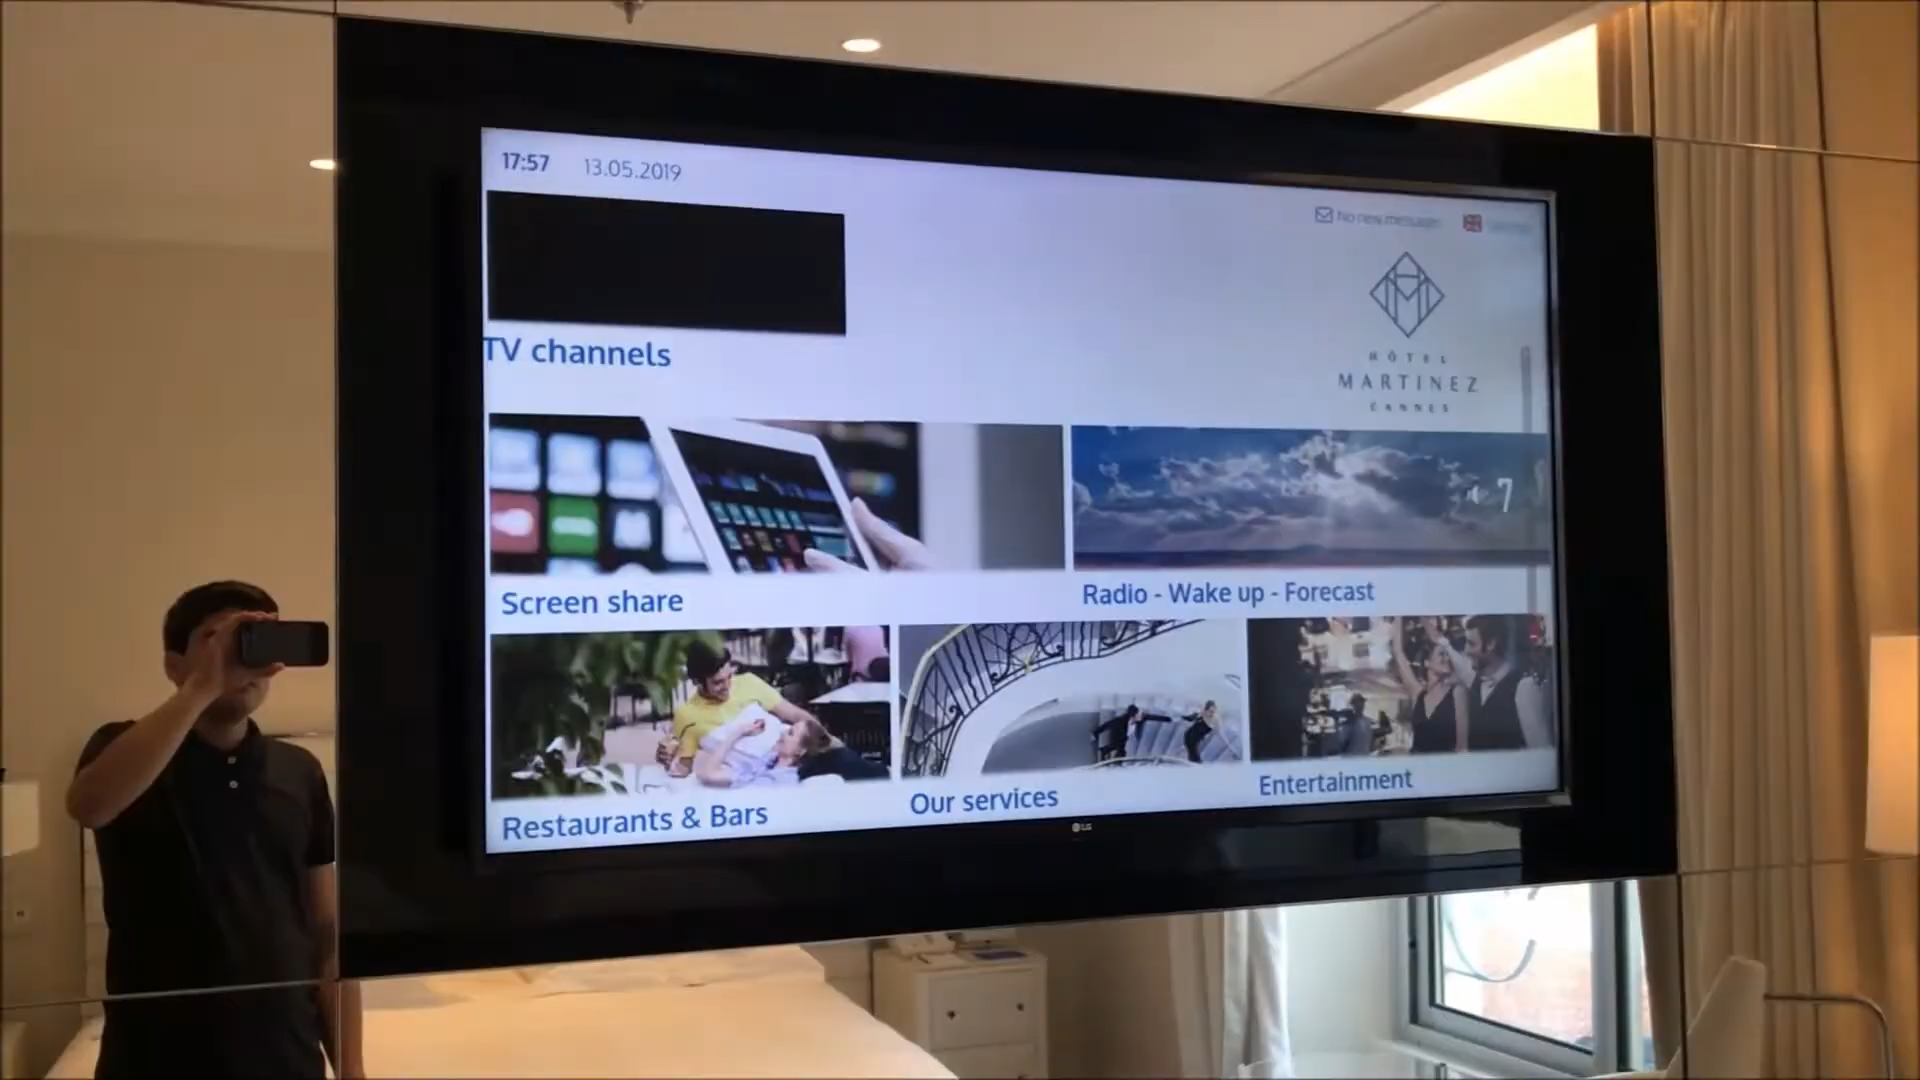 17:57 13.05.2019
No new messages
HÔTEL
MARTINEZ
CANNES
TV channels
7
Screen share
Radio - Wake up - Forecast
Restaurants & Bars
Our services
Entertainment
LG